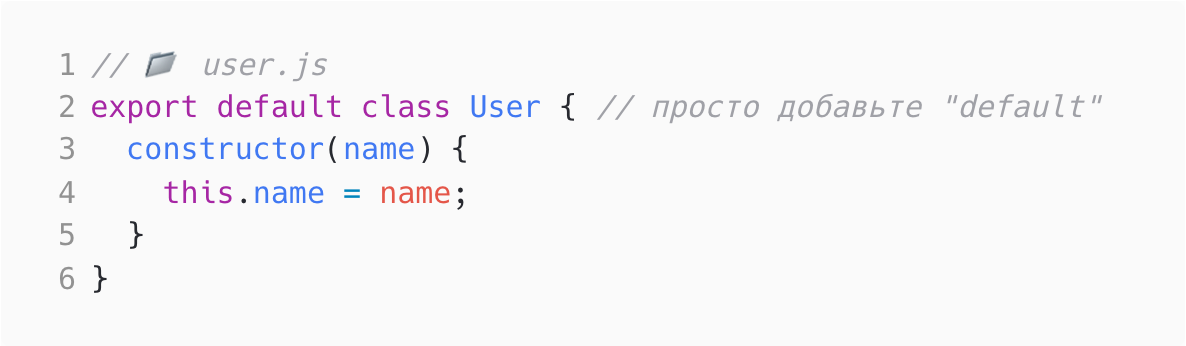 1 // 📁 user.js
2 export default class User { // просто добавьте "default"
3   constructor(name) {
4     this.name = name;
5   }
6 }